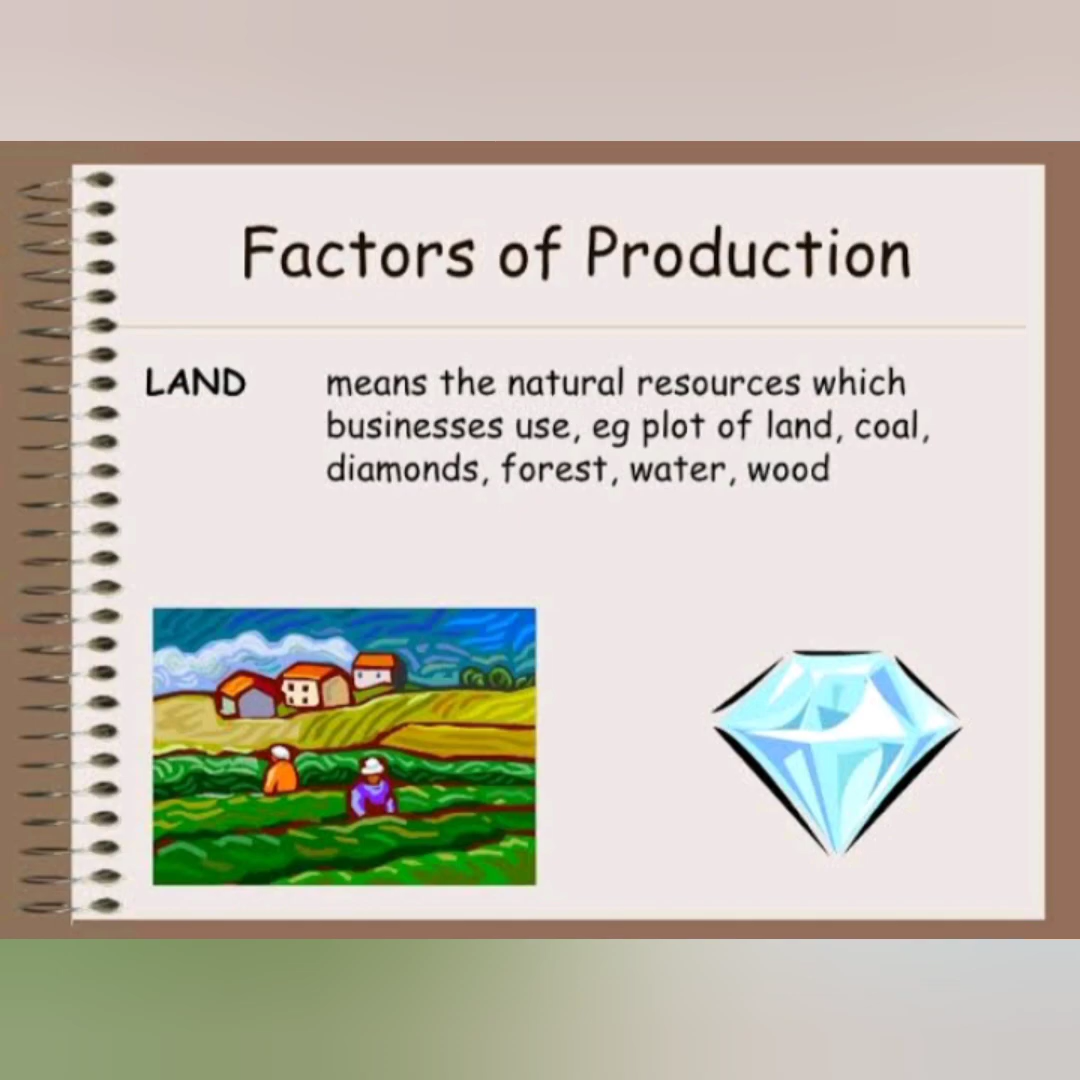 Factors of Production
LAND means the natural resources which
businesses use, eg plot of land, coal,
diamonds, forest, water, wood